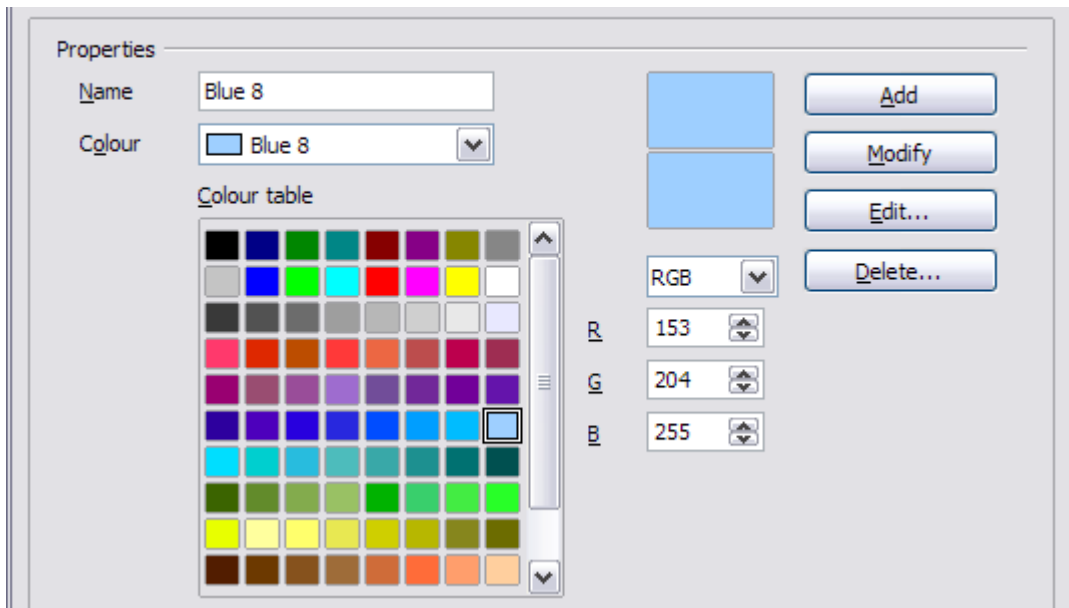 Properties
Name Blue 8 Add
Colour Blue 8 Modify
Colour table Edit...
RGB Delete...
R 153
G 204
B 255